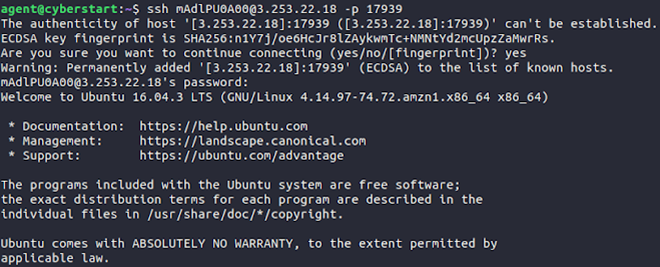 agent@cyberstart:~$ ssh mAdlPU0A00@3.253.22.18 -p 17939
The authenticity of host '[3.253.22.18]:17939 ([3.253.22.18]:17939)' can't be established.
ECDSA key fingerprint is SHA256:n1Y7j/oe6HcJr8lZAykwmTc+NMNtYd2mcUpzZaMwrRs.
Are you sure you want to continue connecting (yes/no/[fingerprint])? yes
Warning: Permanently added '[3.253.22.18]:17939' (ECDSA) to the list of known hosts.
mAdlPU0A00@3.253.22.18's password:
Welcome to Ubuntu 16.04.3 LTS (GNU/Linux 4.14.97-74.72.amzn1.x86_64 x86_64)
* Documentation:  https://help.ubuntu.com
* Management:     https://landscape.canonical.com
* Support:        https://ubuntu.com/advantage
The programs included with the Ubuntu system are free software;
the exact distribution terms for each program are described in the
individual files in /usr/share/doc/*/copyright.
Ubuntu comes with ABSOLUTELY NO WARRANTY, to the extent permitted by
applicable law.